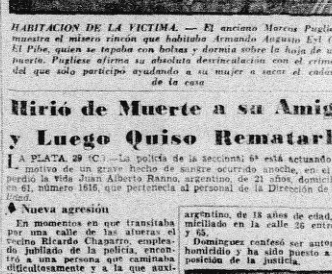 HABITACION DE LA VICTIMA. — El anciano Marcos Pugliese
muestra el mísero rincón que habitaba Armando Augusto
El Pibe, quien se tapaba con bolsas y dormía sobre la hoja de u
puerta. Pugliese afirma su absoluta desvinculación con el crimen
del que solo participó ayudando a su mujer a sacar el cadá
de la casa
Hirió de Muerte a su Amig
y Luego Quiso Rematarl
LA PLATA, 29 (C.)—La policía de la seccional 6ª está actuando
motivo de un grave hecho de sangre ocurrido anoche, en el
perdió la vida Juan Alberto Ranno, argentino, de 21 años, domicil
en 61, número 1616, que pertenecía al personal de la Dirección de
lidad.
◆ Nueva agresión
En momentos en que transitaba
por una calle de las afueras el
vecino Ricardo Chaparro, emplea-
do jubilado de la policía, encon-
tró a una persona que caminaba
dificultosamente y a la que auxi-
argentino, de 18 años de edad,
miciliado en la calle 26 entre
y 65.
Domínguez confesó ser autor
homicidio y ha sido puesto a
posición de la justicia.